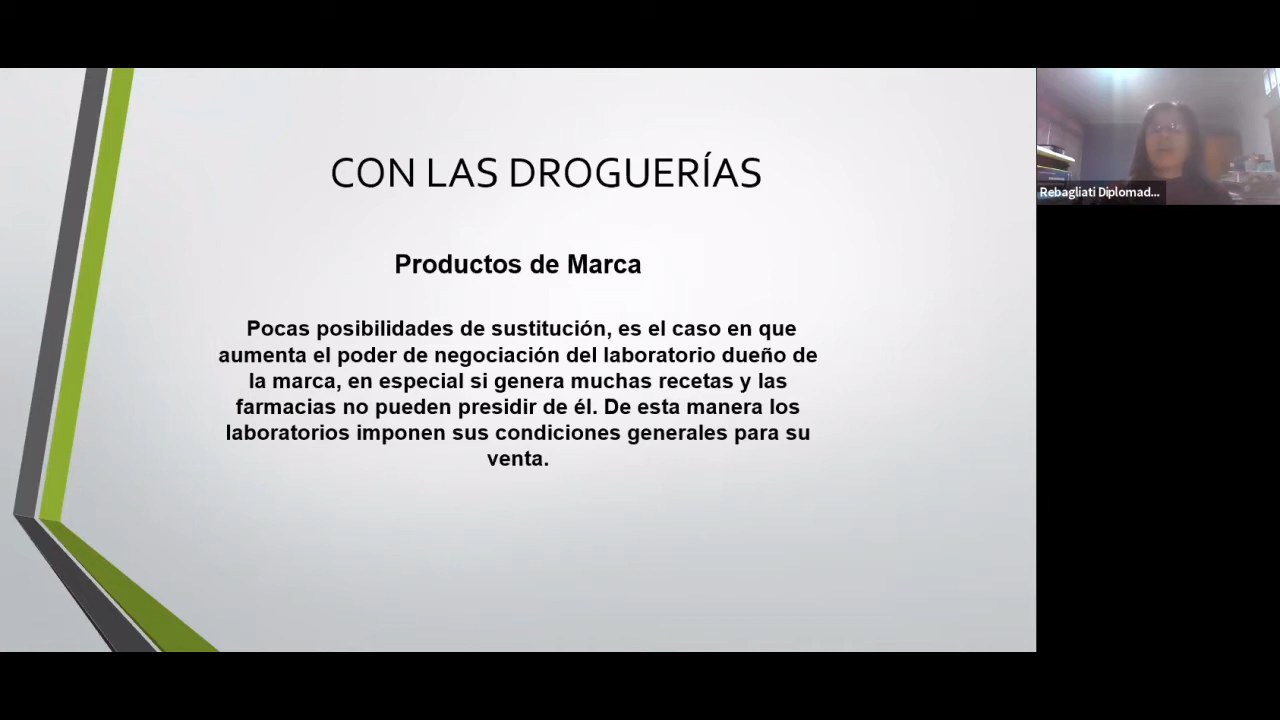 CON LAS DROGUERÍAS
Productos de Marca
Pocas posibilidades de sustitución, es el caso en que
aumenta el poder de negociación del laboratorio dueño de
la marca, en especial si genera muchas recetas y las
farmacias no pueden presidir de él. De esta manera los
laboratorios imponen sus condiciones generales para su
venta.
Rebagliati Diplomad...